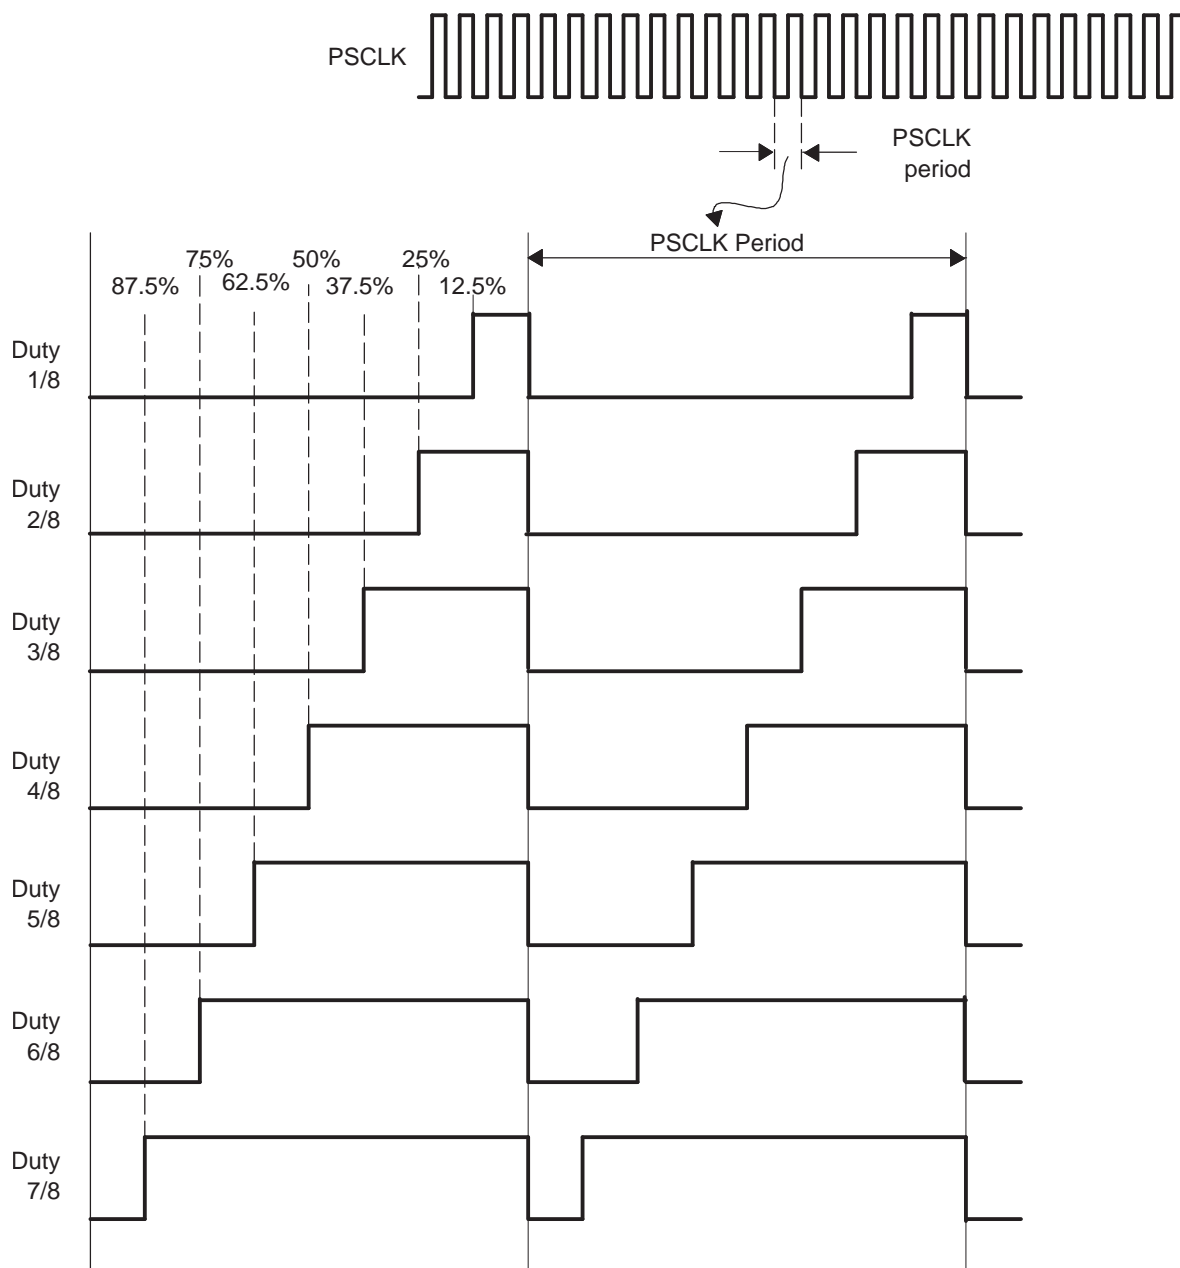 PSCLK
PSCLK
period
PSCLK Period
75%
50%
25%
87.5%
62.5%
37.5%
12.5%
Duty
1/8
Duty
2/8
Duty
3/8
Duty
4/8
Duty
5/8
Duty
6/8
Duty
7/8